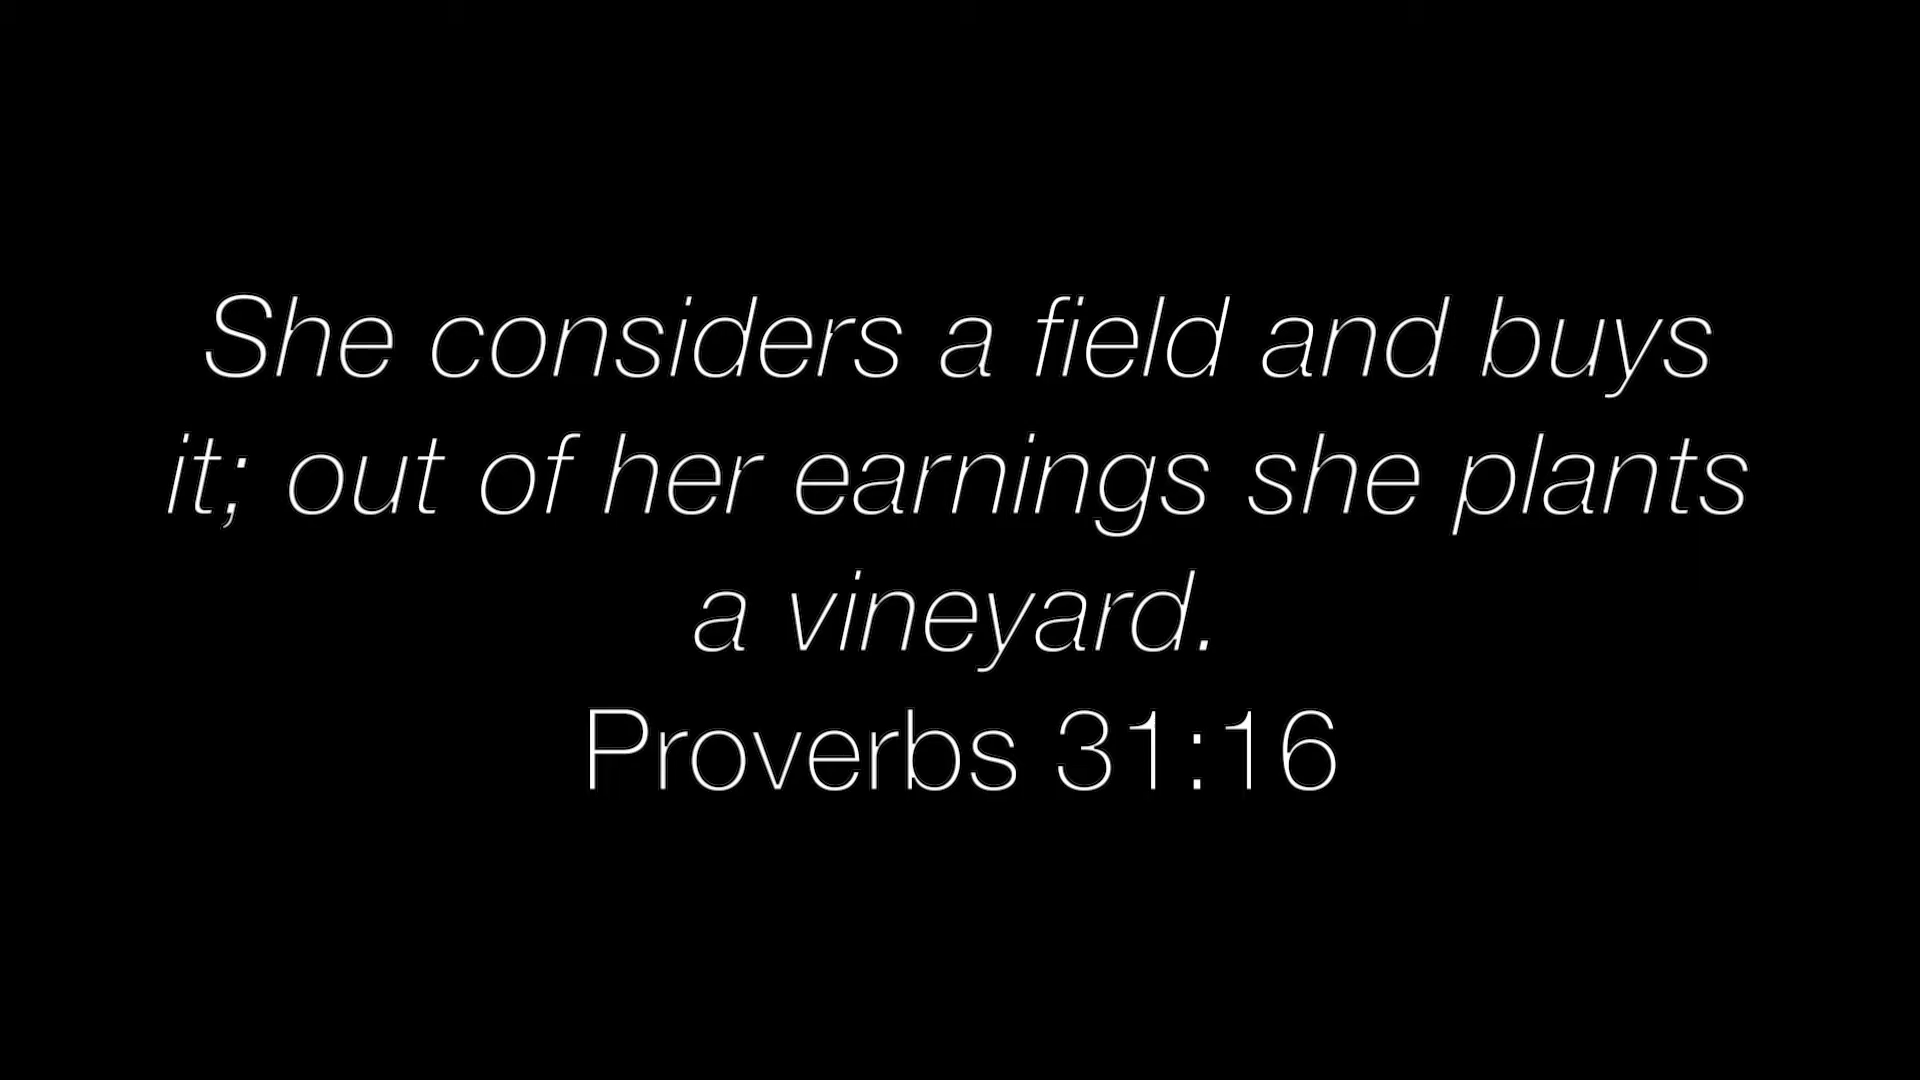 She considers a field and buys
it; out of her earnings she plants
a vineyard.
Proverbs 31:16